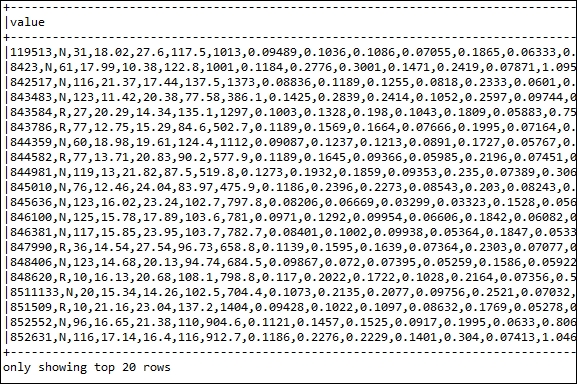 +--------------------------------------------------------------------------------
|value
+--------------------------------------------------------------------------------
|119513,N,31,18.02,27.6,117.5,1013,0.09489,0.1036,0.1086,0.07055,0.1865,0.06333,0.
|8423,N,61,17.99,10.38,122.8,1001,0.1184,0.2776,0.3001,0.1471,0.2419,0.07871,1.095
|842517,N,116,21.37,17.44,137.5,1373,0.08836,0.1189,0.1255,0.0818,0.2333,0.0601,0.
|843483,N,123,11.42,20.38,77.58,386.1,0.1425,0.2839,0.2414,0.1052,0.2597,0.09744,0
|843584,R,27,20.29,14.34,135.1,1297,0.1003,0.1328,0.198,0.1043,0.1809,0.05883,0.75
|843786,R,77,12.75,15.29,84.6,502.7,0.1189,0.1569,0.1664,0.07666,0.1995,0.07164,0.
|844359,N,60,18.98,19.61,124.4,1112,0.09087,0.1237,0.1213,0.0891,0.1727,0.05767,0.
|844582,R,77,13.71,20.83,90.2,577.9,0.1189,0.1645,0.09366,0.05985,0.2196,0.07451,0
|844981,N,119,13,21.82,87.5,519.8,0.1273,0.1932,0.1859,0.09353,0.235,0.07389,0.306
|845010,N,76,12.46,24.04,83.97,475.9,0.1186,0.2396,0.2273,0.08543,0.203,0.08243,0.
|845636,N,123,16.02,23.24,102.7,797.8,0.08206,0.06669,0.03299,0.03323,0.1528,0.056
|846100,N,125,15.78,17.89,103.6,781,0.0971,0.1292,0.09954,0.06606,0.1842,0.06082,0
|846381,N,117,15.85,23.95,103.7,782.7,0.08401,0.1002,0.09938,0.05364,0.1847,0.0533
|847990,R,36,14.54,27.54,96.73,658.8,0.1139,0.1595,0.1639,0.07364,0.2303,0.07077,0
|848406,N,123,14.68,20.13,94.74,684.5,0.09867,0.072,0.07395,0.05259,0.1586,0.05922
|848620,R,10,16.13,20.68,108.1,798.8,0.117,0.2022,0.1722,0.1028,0.2164,0.07356,0.5
|8511133,N,20,15.34,14.26,102.5,704.4,0.1073,0.2135,0.2077,0.09756,0.2521,0.07032,
|851509,R,10,21.16,23.04,137.2,1404,0.09428,0.1022,0.1097,0.08632,0.1769,0.05278,0
|852552,N,96,16.65,21.38,110,904.6,0.1121,0.1457,0.1525,0.0917,0.1995,0.0633,0.806
|852631,N,116,17.14,16.4,116,912.7,0.1186,0.2276,0.2229,0.1401,0.304,0.07413,1.046
+--------------------------------------------------------------------------------
only showing top 20 rows